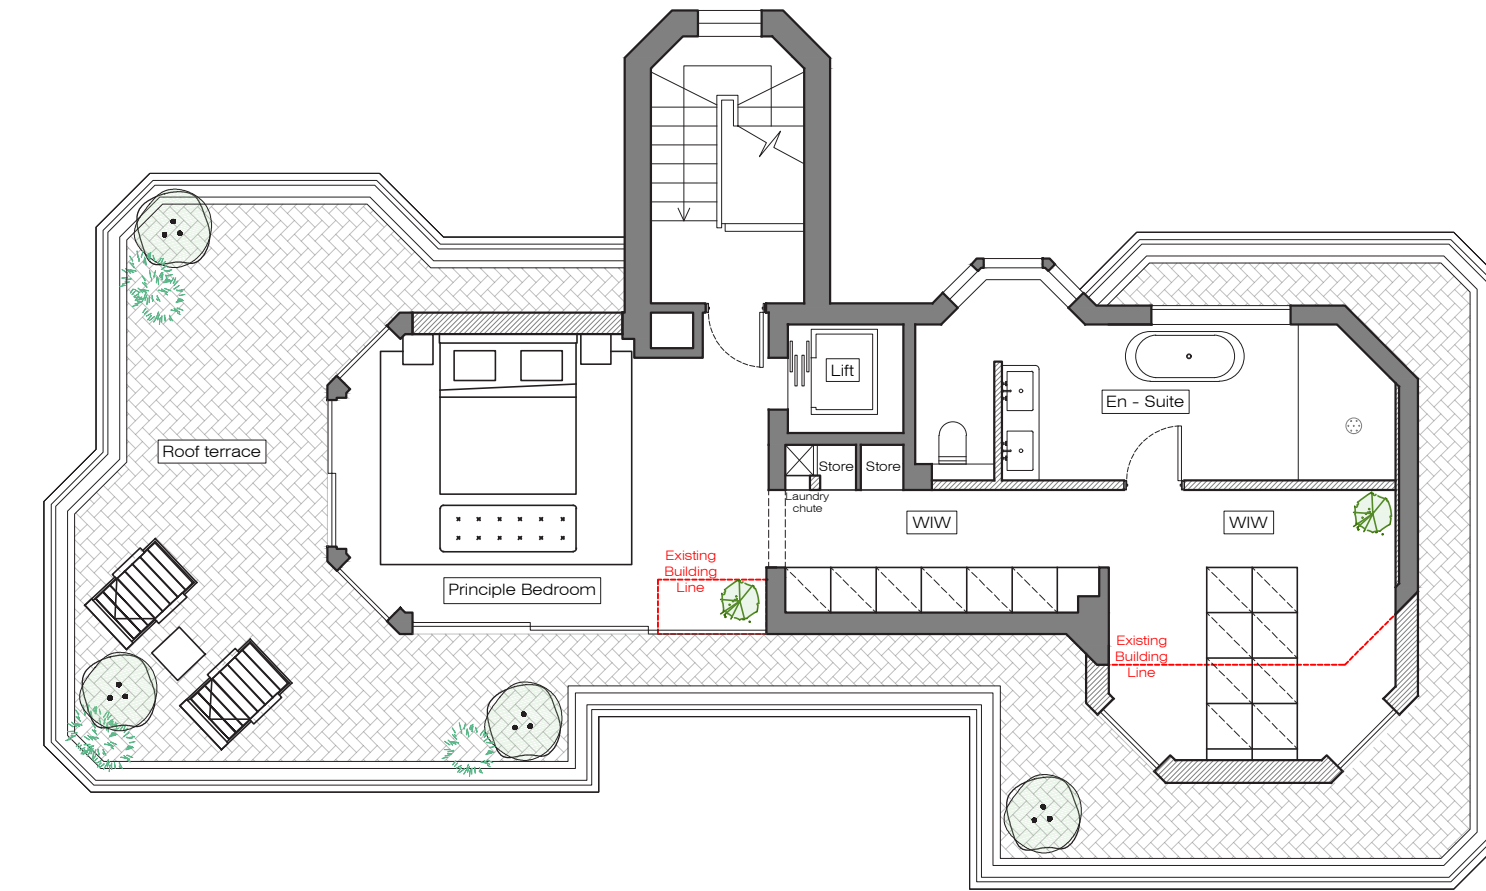 Lift
En - Suite
Roof terrace
Store
Store
Laundry
chute
WIW
WIW
Existing
Building
Line
Principle Bedroom
Existing
Building
Line